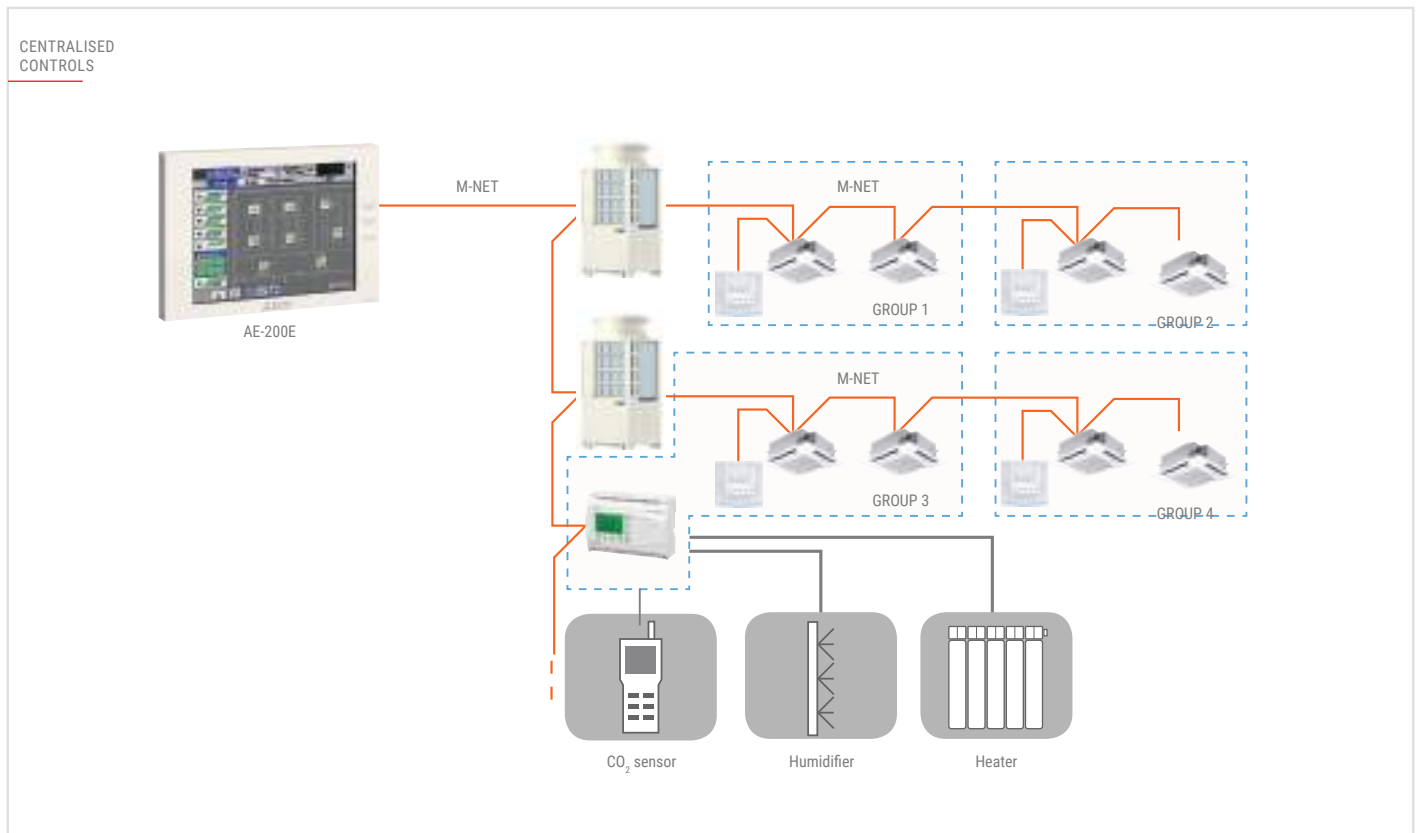 CENTRALISED
CONTROLS
M-NET
M-NET
AE-200E
GROUP 1
GROUP 2
M-NET
GROUP 3
GROUP 4
CO₂ sensor
Humidifier
Heater